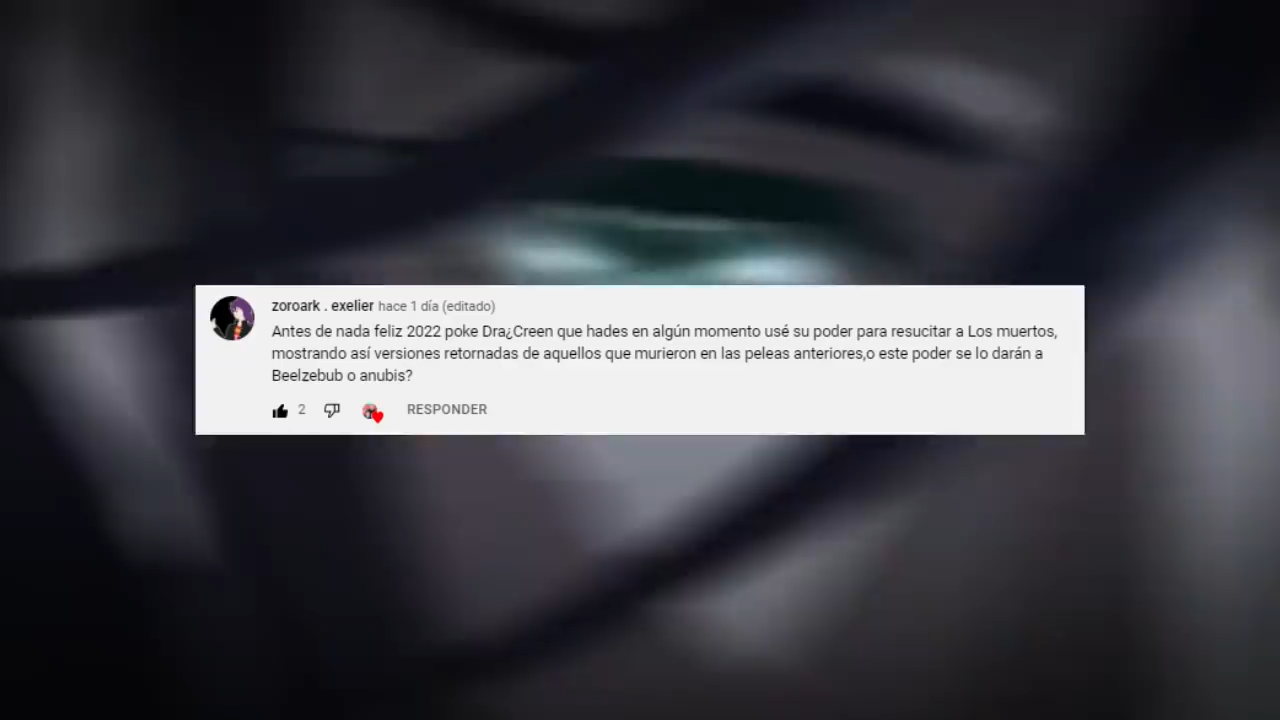 zoroark . exelier hace 1 día (editado)
Antes de nada feliz 2022 poke Dra¿Creen que hades en algún momento usé su poder para resucitar a Los muertos,
mostrando así versiones retornadas de aquellos que murieron en las peleas anteriores,o este poder se lo darán a
Beelzebub o anubis?
2 RESPONDER